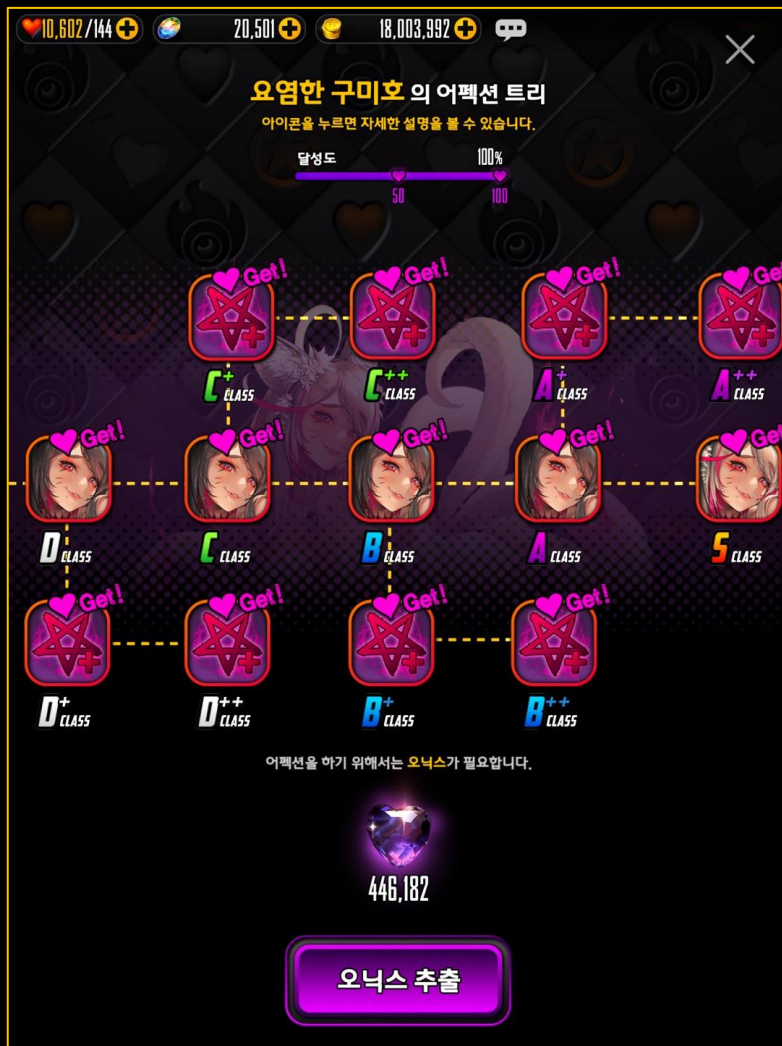 10,602/144 20,501 18,003,992
요염한 구미호 의 어펙션 트리
아이콘을 누르면 자세한 설명을 볼 수 있습니다.
달성도 100%
50 100
Get! Get! Get! Get!
C+ CLASS C++ CLASS A+ CLASS A++ CLASS
Get! Get! Get! Get! Get!
D CLASS C CLASS B CLASS A CLASS S CLASS
Get! Get! Get! Get!
D+ CLASS D++ CLASS B+ CLASS B++ CLASS
어펙션을 하기 위해서는 오닉스가 필요합니다.
446,182
오닉스 추출